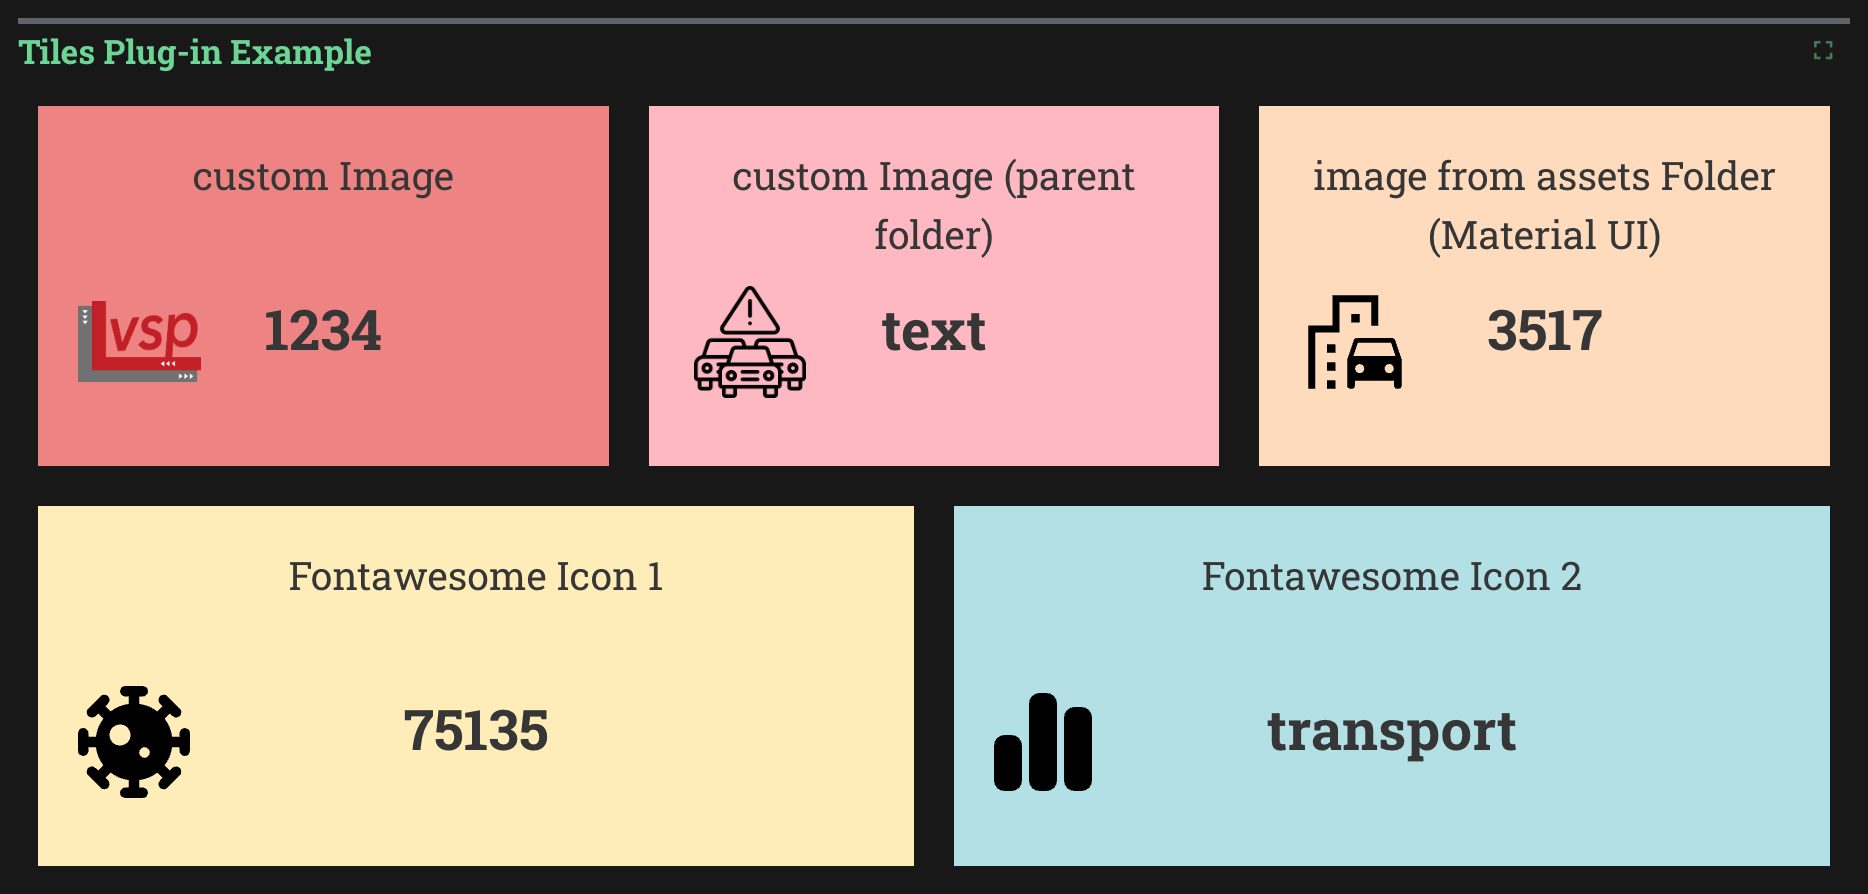 Tiles Plug-in Example
custom Image
vsp
1234
custom Image (parent
folder)
text
image from assets Folder
(Material UI)
3517
Fontawesome Icon 1
75135
Fontawesome Icon 2
transport